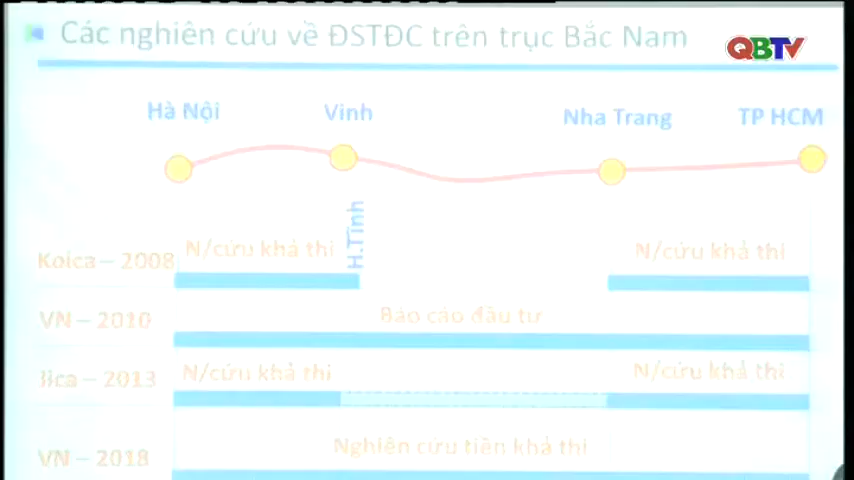 Các nghiên cứu về ĐSTĐC trên trục Bắc Nam
QBTV
Hà Nội
Vinh
Nha Trang
TP HCM
H.Tĩnh
Koica – 2008
N/cứu khả thi
N/cứu khả thi
VN – 2010
Báo cáo đầu tư
Jica – 2013
N/cứu khả thi
N/cứu khả thi
VN – 2018
Nghiên cứu tiền khả thi